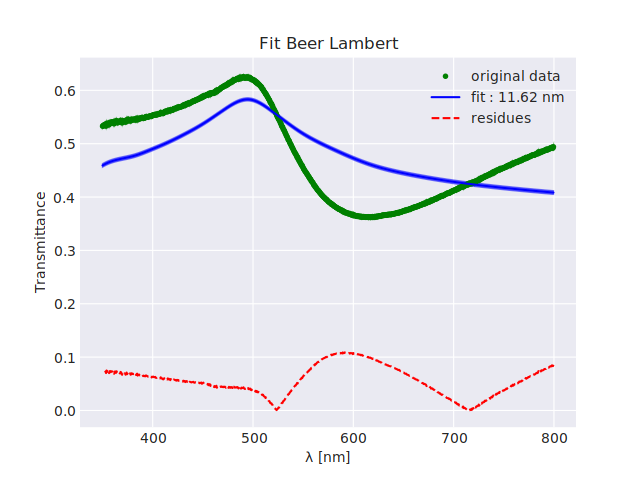 Fit Beer Lambert
original data
fit : 11.62 nm
residues
Transmittance
0.6
0.5
0.4
0.3
0.2
0.1
0.0
400 500 600 700 800
λ [nm]